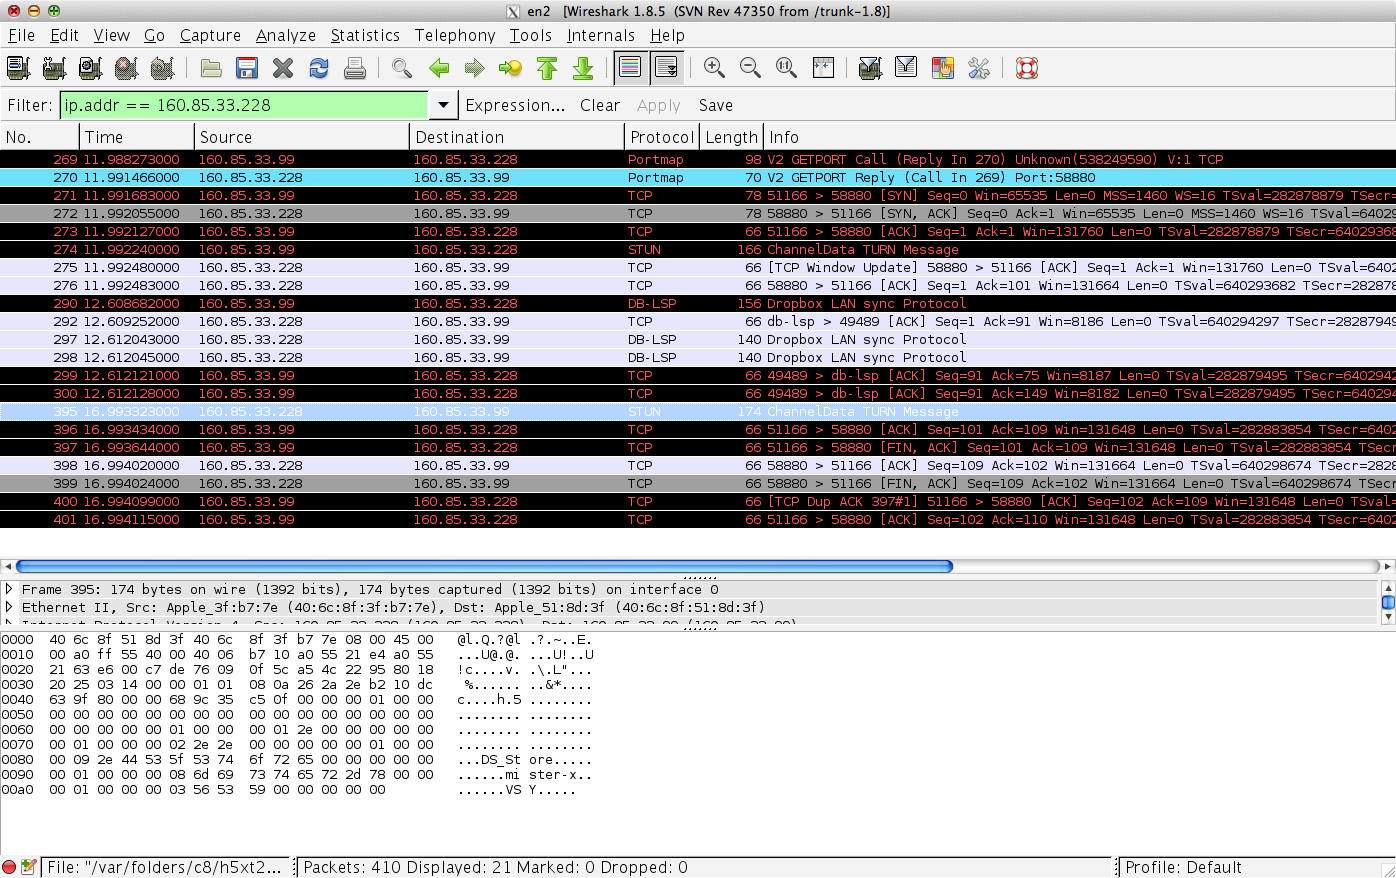 en2 [Wireshark 1.8.5 (SVN Rev 47350 from /trunk-1.8)]
File Edit View Go Capture Analyze Statistics Telephony Tools Internals Help
Filter: ip.addr == 160.85.33.228 Expression... Clear Apply Save
No. Time Source Destination Protocol Length Info
269 11.988273000 160.85.33.99 160.85.33.228 Portmap 98 V2 GETPORT Call (Reply In 270) Unknown(538249590) V:1 TCP
270 11.991466000 160.85.33.228 160.85.33.99 Portmap 70 V2 GETPORT Reply (Call In 269) Port:58880
271 11.991683000 160.85.33.99 160.85.33.228 TCP 78 51166 > 58880 [SYN] Seq=0 Win=65535 Len=0 MSS=1460 WS=16 TSval=282878879 TSecr=
272 11.992055000 160.85.33.228 160.85.33.99 TCP 78 58880 > 51166 [SYN, ACK] Seq=0 Ack=1 Win=65535 Len=0 MSS=1460 WS=16 TSval=64029
273 11.992127000 160.85.33.99 160.85.33.228 TCP 66 51166 > 58880 [ACK] Seq=1 Ack=1 Win=131760 Len=0 TSval=282878879 TSecr=64029368
274 11.992240000 160.85.33.99 160.85.33.228 STUN 166 ChannelData TURN Message
275 11.992480000 160.85.33.228 160.85.33.99 TCP 66 [TCP Window Update] 58880 > 51166 [ACK] Seq=1 Ack=1 Win=131760 Len=0 TSval=6402
276 11.992483000 160.85.33.228 160.85.33.99 TCP 66 58880 > 51166 [ACK] Seq=1 Ack=101 Win=131664 Len=0 TSval=640293682 TSecr=28287
290 12.608682000 160.85.33.99 160.85.33.228 DB-LSP 156 Dropbox LAN sync Protocol
292 12.609252000 160.85.33.228 160.85.33.99 TCP 66 db-lsp > 49489 [ACK] Seq=1 Ack=91 Win=8186 Len=0 TSval=640294297 TSecr=2828794
297 12.612043000 160.85.33.228 160.85.33.99 DB-LSP 140 Dropbox LAN sync Protocol
298 12.612045000 160.85.33.228 160.85.33.99 DB-LSP 140 Dropbox LAN sync Protocol
299 12.612121000 160.85.33.99 160.85.33.228 TCP 66 49489 > db-lsp [ACK] Seq=91 Ack=75 Win=8187 Len=0 TSval=282879495 TSecr=6402942
300 12.612128000 160.85.33.99 160.85.33.228 TCP 66 49489 > db-lsp [ACK] Seq=91 Ack=149 Win=8182 Len=0 TSval=282879495 TSecr=640294
395 16.993323000 160.85.33.228 160.85.33.99 STUN 174 ChannelData TURN Message
396 16.993434000 160.85.33.99 160.85.33.228 TCP 66 51166 > 58880 [ACK] Seq=101 Ack=109 Win=131648 Len=0 TSval=282883854 TSecr=6402
397 16.993644000 160.85.33.99 160.85.33.228 TCP 66 51166 > 58880 [FIN, ACK] Seq=101 Ack=109 Win=131648 Len=0 TSval=282883854 TSecr
398 16.994020000 160.85.33.228 160.85.33.99 TCP 66 58880 > 51166 [ACK] Seq=109 Ack=102 Win=131664 Len=0 TSval=640298674 TSecr=2828
399 16.994024000 160.85.33.228 160.85.33.99 TCP 66 58880 > 51166 [FIN, ACK] Seq=109 Ack=102 Win=131664 Len=0 TSval=640298674 TSecr
400 16.994099000 160.85.33.99 160.85.33.228 TCP 66 [TCP Dup ACK 397#1] 51166 > 58880 [ACK] Seq=102 Ack=109 Win=131648 Len=0 TSval=
401 16.994115000 160.85.33.99 160.85.33.228 TCP 66 51166 > 58880 [ACK] Seq=102 Ack=110 Win=131648 Len=0 TSval=282883854 TSecr=6402
Frame 395: 174 bytes on wire (1392 bits), 174 bytes captured (1392 bits) on interface 0
Ethernet II, Src: Apple_3f:b7:7e (40:6c:8f:3f:b7:7e), Dst: Apple_51:8d:3f (40:6c:8f:51:8d:3f)
0000 40 6c 8f 51 8d 3f 40 6c 8f 3f b7 7e 08 00 45 00 @l.Q.?@l .?.~..E.
0010 00 a0 ff 55 40 00 40 06 b7 10 a0 55 21 e4 a0 55 ...U@.@. ...U!..U
0020 21 63 e6 00 c7 de 76 09 0f 5c a5 4c 22 95 80 18 !c....v. .\.L"...
0030 20 25 03 14 00 00 01 01 08 0a 26 2a 2e b2 10 dc  %...... ..&*....
0040 63 9f 80 00 00 68 9c 35 c5 0f 00 00 00 01 00 00 c....h.5 ........
0050 00 00 00 00 00 00 00 00 00 00 00 00 00 00 00 00 ........ ........
0060 00 00 00 00 00 01 00 00 00 01 2e 00 00 00 00 00 ........ ........
0070 00 01 00 00 00 02 2e 2e 00 00 00 00 00 01 00 00 ........ ........
0080 00 09 2e 44 53 5f 53 74 6f 72 65 00 00 00 00 00 ...DS_St ore.....
0090 00 01 00 00 00 08 6d 69 73 74 65 72 2d 78 00 00 ......mi ster-x..
00a0 00 01 00 00 00 03 56 53 59 00 00 00 00 00 ......VS Y.....
File: "/var/folders/c8/h5xt2... Packets: 410 Displayed: 21 Marked: 0 Dropped: 0 Profile: Default